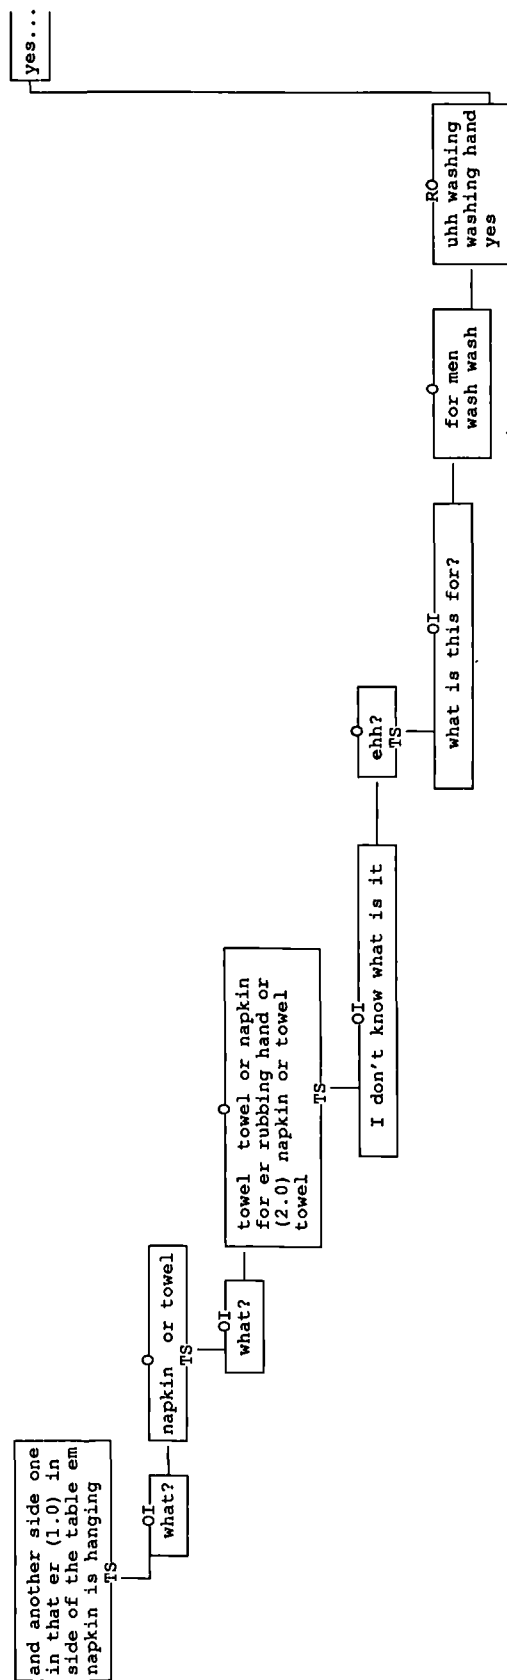 and another side one
in that er (1.0) in
side of the table em
napkin is hanging
TS
OI
what?
O
napkin or towel
TS
OI
what?
O
towel towel or napkin
for er rubbing hand or
(2.0) napkin or towel
towel
TS
OI
I don't know what is it
O
ehh?
TS
OI
what is this for?
O
for men
wash wash
RO
uhh washing
washing hand
yes
yes...